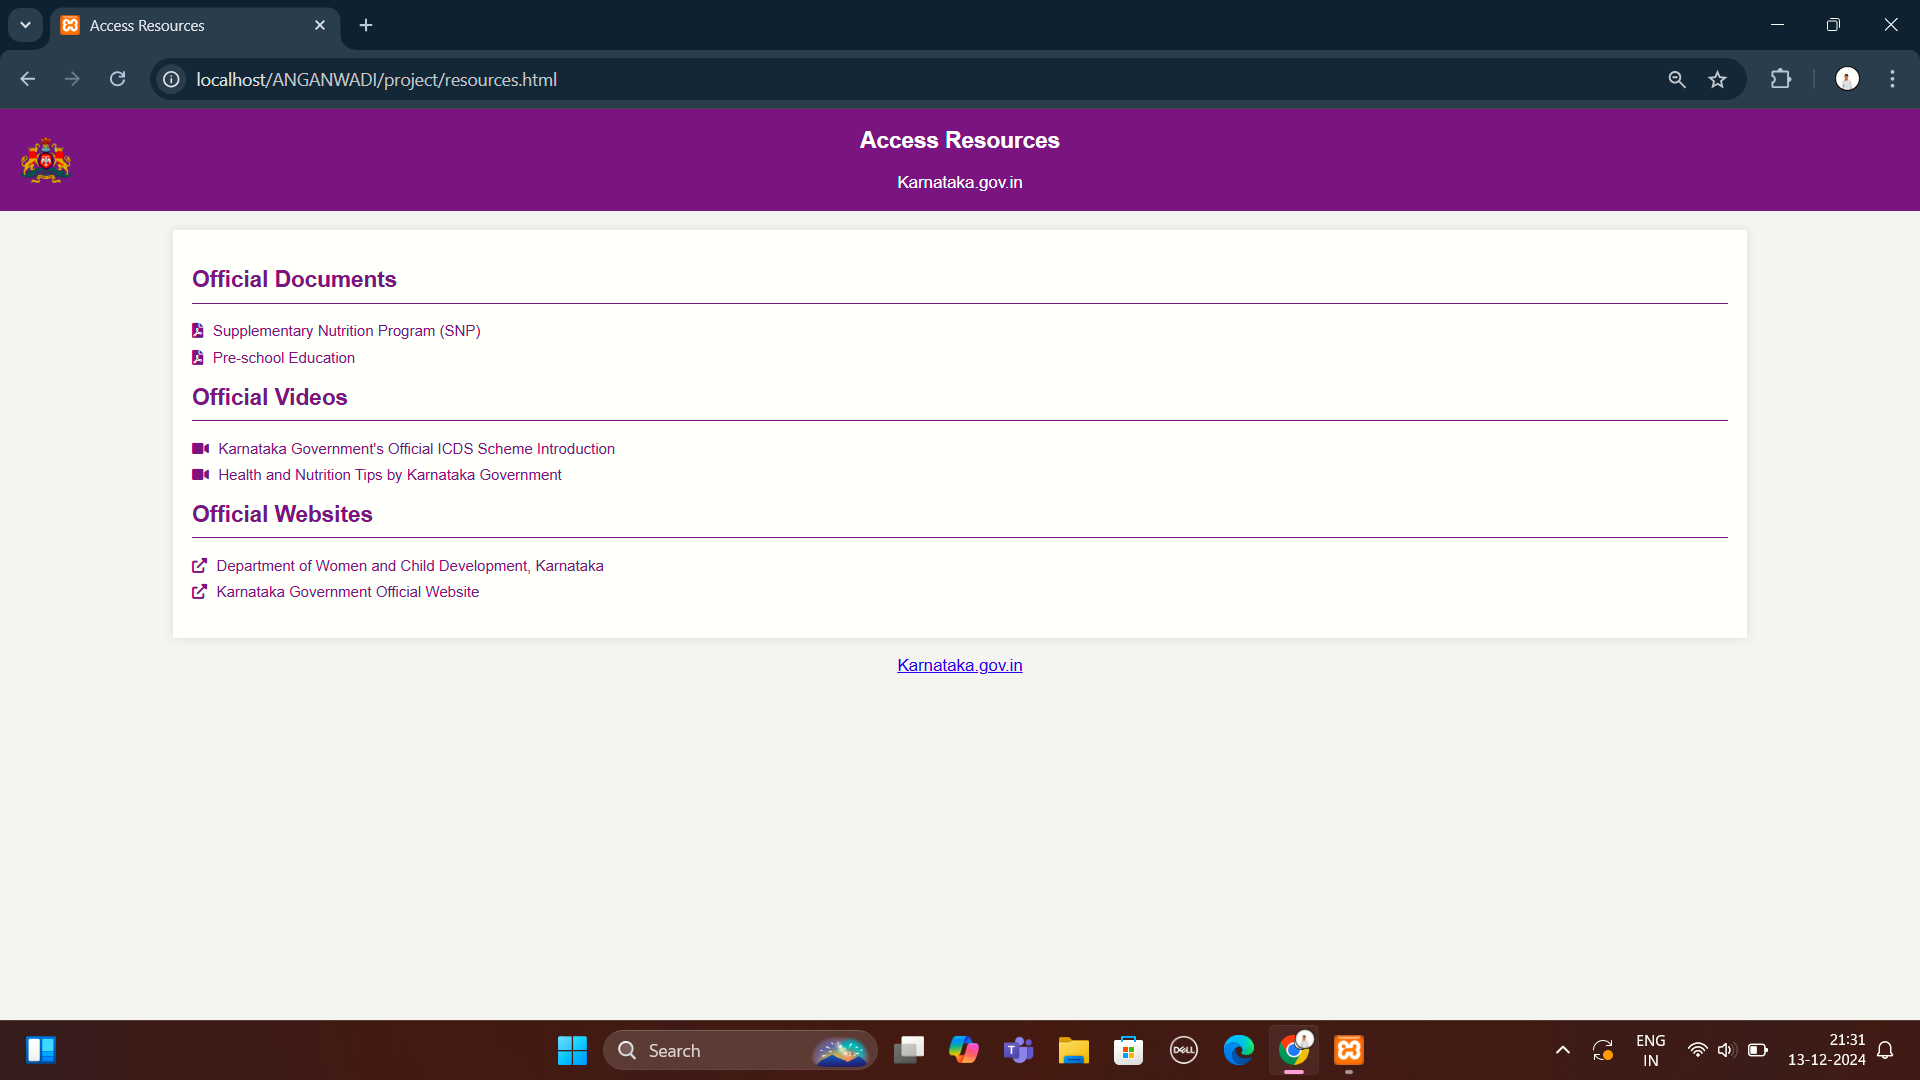 Access Resources
localhost/ANGANWADI/project/resources.html
Access Resources
Karnataka.gov.in
Official Documents
Supplementary Nutrition Program (SNP)
Pre-school Education
Official Videos
Karnataka Government's Official ICDS Scheme Introduction
Health and Nutrition Tips by Karnataka Government
Official Websites
Department of Women and Child Development, Karnataka
Karnataka Government Official Website
Karnataka.gov.in
Search
DELL
ENG
IN
21:31
13-12-2024